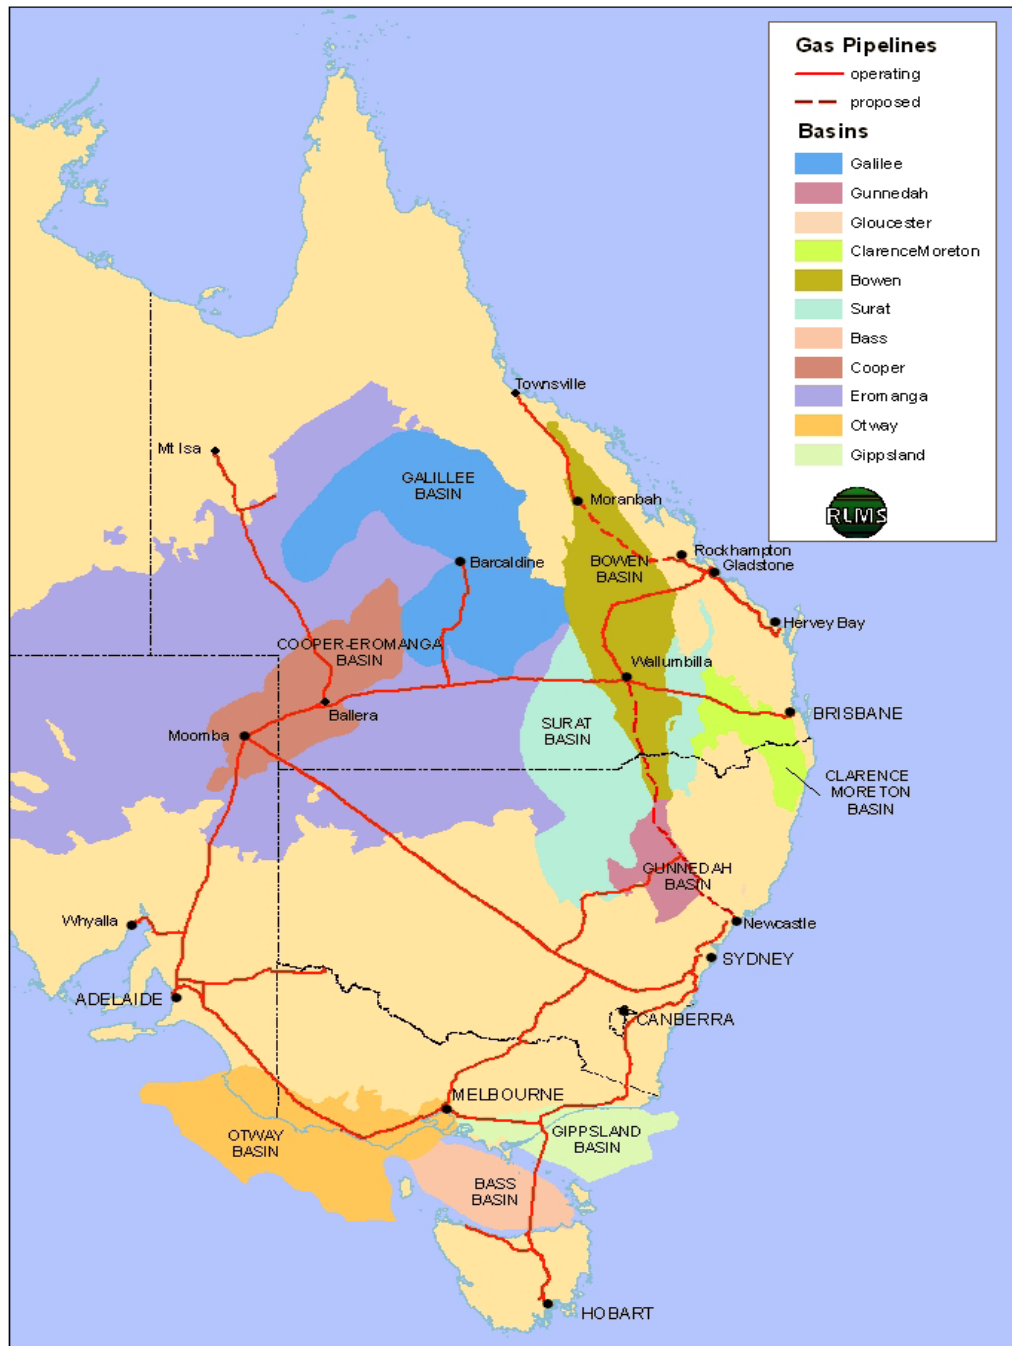 Gas Pipelines
operating
proposed
Basins
Galilee
Gunnedah
Gloucester
ClarenceMoreton
Bowen
Surat
Bass
Cooper
Eromanga
Otway
Gippsland
RLMS
Townsville
Mt Isa
GALILLEE
BASIN
Moranbah
Barcaldine
BOWEN
BASIN
Rockhampton
Gladstone
Hervey Bay
COOPER-EROMANGA
BASIN
Wallumbilla
Ballera
Moomba
SURAT
BASIN
BRISBANE
CLARENCE
MORETON
BASIN
GUNNEDAH
BASIN
Whyalla
Newcastle
SYDNEY
ADELAIDE
CANBERRA
MELBOURNE
OTWAY
BASIN
GIPPSLAND
BASIN
BASS
BASIN
HOBART